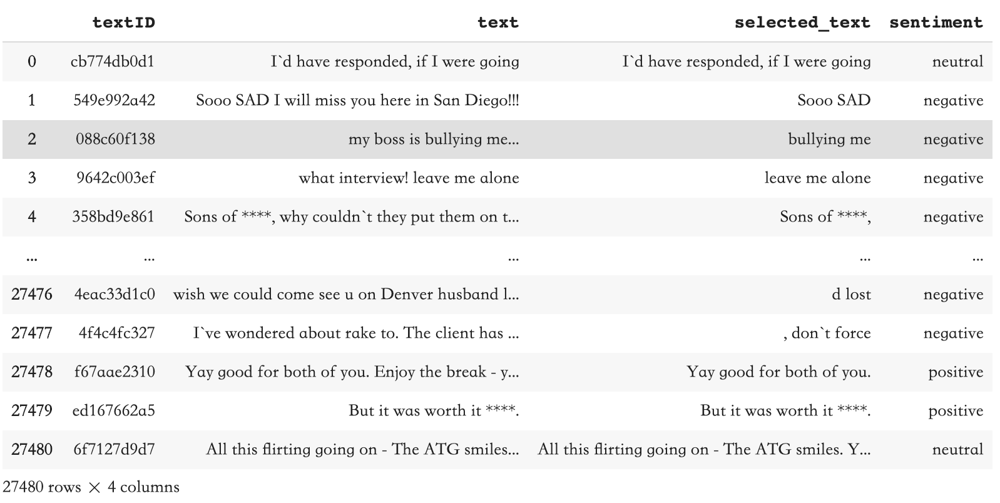 textID text selected_text sentiment
0 cb774db0d1 I`d have responded, if I were going I`d have responded, if I were going neutral
1 549e992a42 Sooo SAD I will miss you here in San Diego!!! Sooo SAD negative
2 088c60f138 my boss is bullying me... bullying me negative
3 9642c003ef what interview! leave me alone leave me alone negative
4 358bd9e861 Sons of ****, why couldn`t they put them on t... Sons of ****, negative
... ... ... ... ...
27476 4eac33d1c0 wish we could come see u on Denver husband l... d lost negative
27477 4f4c4fc327 I`ve wondered about rake to. The client has ... , don`t force negative
27478 f67aae2310 Yay good for both of you. Enjoy the break - y... Yay good for both of you. positive
27479 ed167662a5 But it was worth it ****. But it was worth it ****. positive
27480 6f7127d9d7 All this flirting going on - The ATG smiles... All this flirting going on - The ATG smiles. Y... neutral
27480 rows × 4 columns